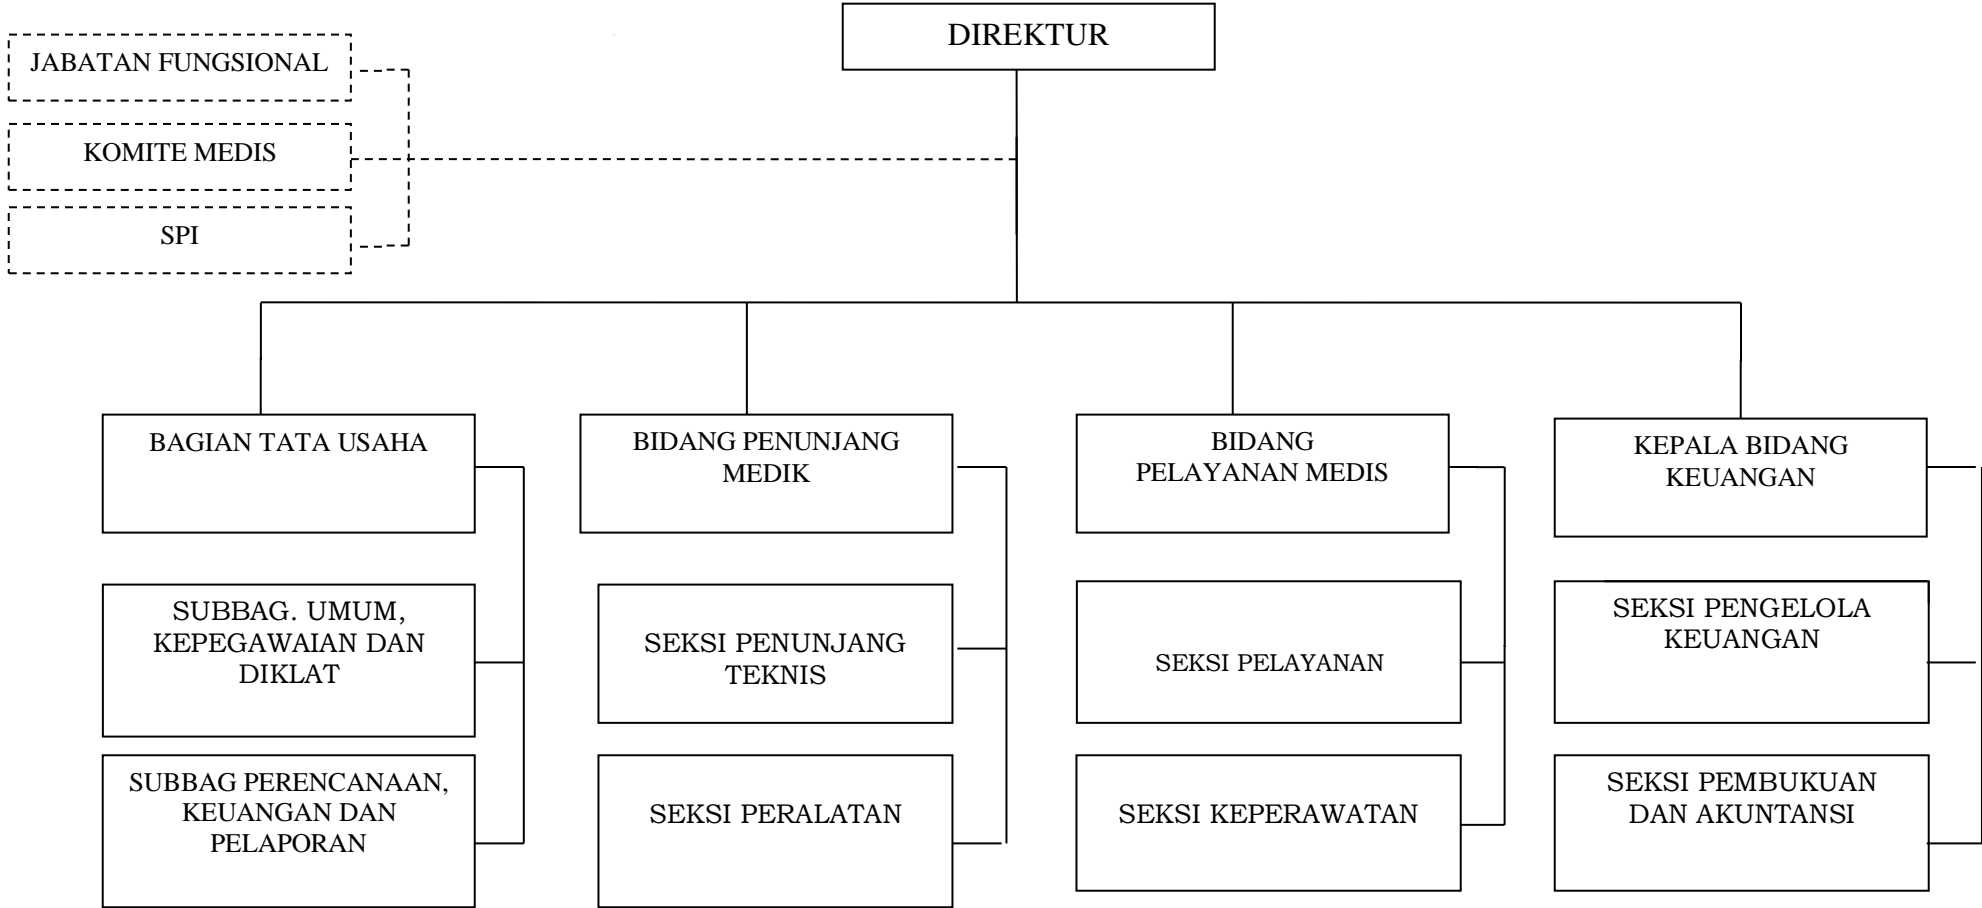 DIREKTUR
JABATAN FUNGSIONAL
KOMITE MEDIS
SPI
BAGIAN TATA USAHA
BIDANG PENUNJANG
MEDIK
BIDANG
PELAYANAN MEDIS
KEPALA BIDANG
KEUANGAN
SUBBAG. UMUM,
KEPEGAWAIAN DAN
DIKLAT
SEKSI PENUNJANG
TEKNIS
SEKSI PELAYANAN
SEKSI PENGELOLA
KEUANGAN
SUBBAG PERENCANAAN,
KEUANGAN DAN
PELAPORAN
SEKSI PERALATAN
SEKSI KEPERAWATAN
SEKSI PEMBUKUAN
DAN AKUNTANSI